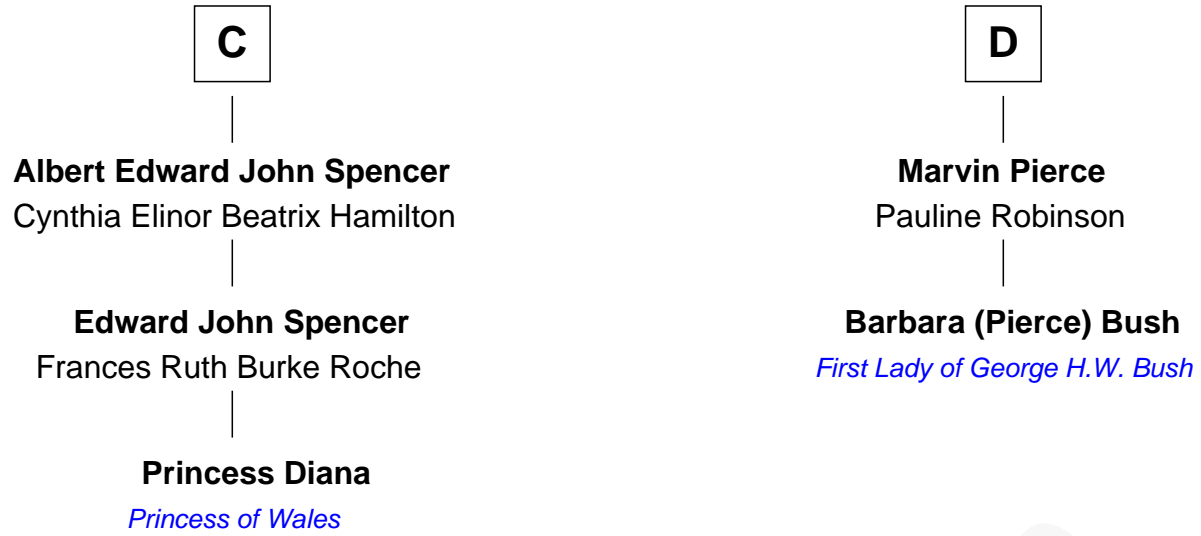 C
Albert Edward John Spencer
Cynthia Elinor Beatrix Hamilton
Edward John Spencer
Frances Ruth Burke Roche
Princess Diana
Princess of Wales
D
Marvin Pierce
Pauline Robinson
Barbara (Pierce) Bush
First Lady of George H.W. Bush